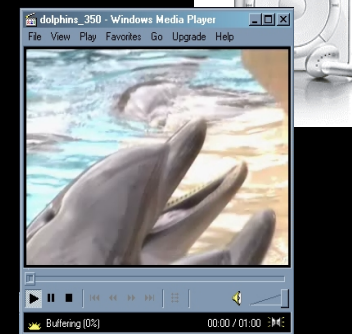 dolphins_350 - Windows Media Player
File View Play Favorites Go Upgrade Help
Buffering (0%) 00:00 / 01:00